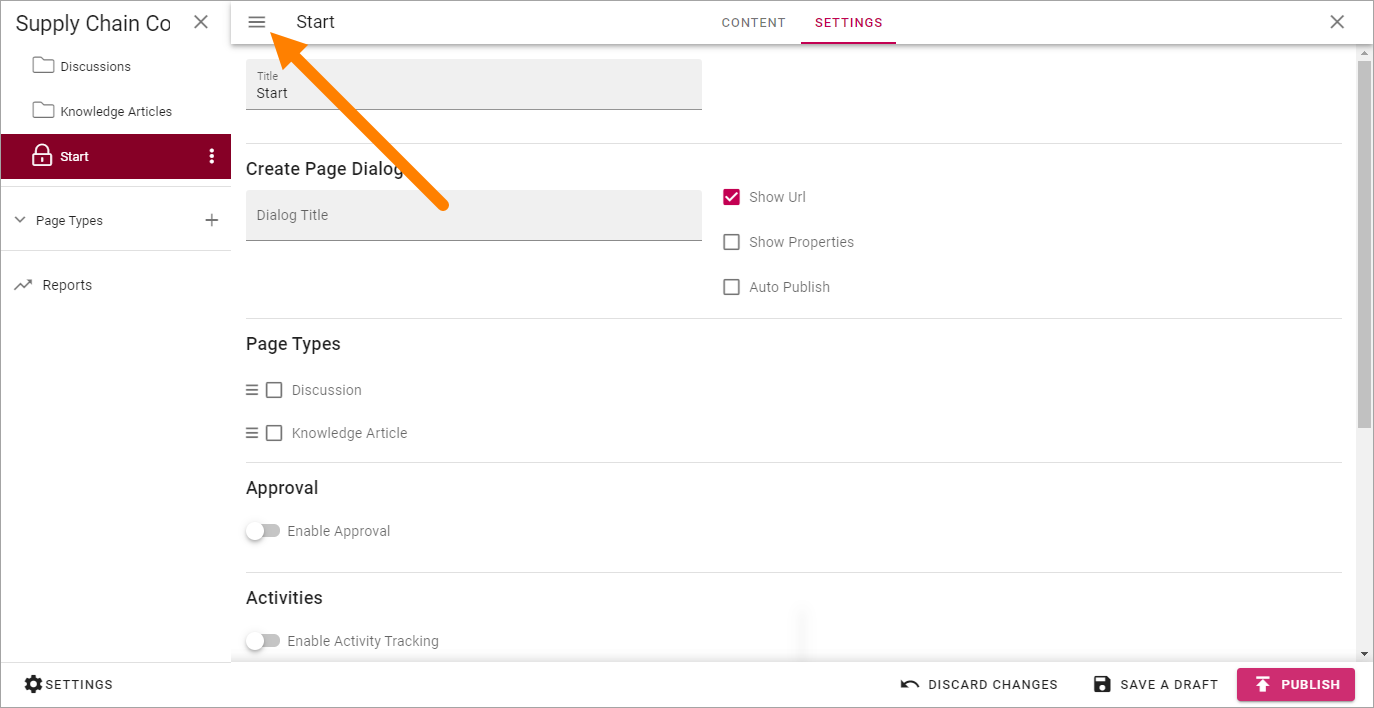 Supply Chain Co
Discussions
Knowledge Articles
Start
Page Types
Reports
SETTINGS
Start
CONTENT
SETTINGS
Title
Start
Create Page Dialog
Dialog Title
Show Url
Show Properties
Auto Publish
Page Types
Discussion
Knowledge Article
Approval
Enable Approval
Activities
Enable Activity Tracking
DISCARD CHANGES
SAVE A DRAFT
PUBLISH